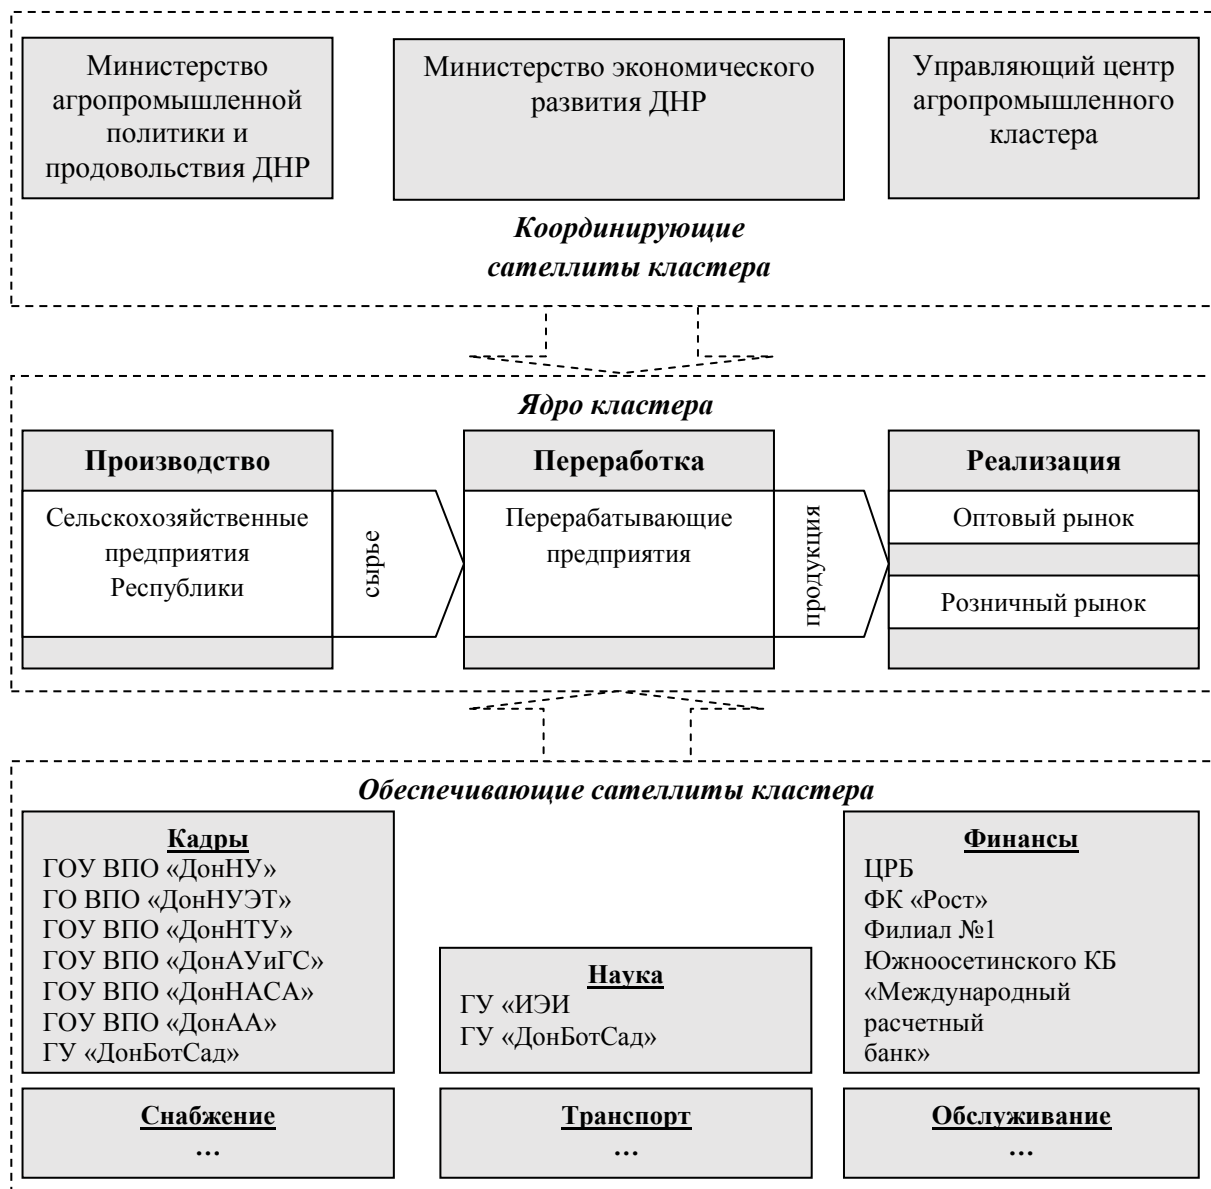 Министерство
агропромышленной
политики и
продовольствия ДНР
Министерство экономического
развития ДНР
Управляющий центр
агропромышленного
кластера
Координирующие
сателлиты кластера
Ядро кластера
Производство
Сельскохозяйственные
предприятия
Республики
сырье
Переработка
Перерабатывающие
предприятия
продукция
Реализация
Оптовый рынок
Розничный рынок
Обеспечивающие сателлиты кластера
Кадры
ГОУ ВПО «ДонНУ»
ГО ВПО «ДонНУЭТ»
ГОУ ВПО «ДонНТУ»
ГОУ ВПО «ДонАУиГС»
ГОУ ВПО «ДонНАСА»
ГОУ ВПО «ДонАА»
ГУ «ДонБотСад»
Наука
ГУ «ИЭИ
ГУ «ДонБотСад»
Финансы
ЦРБ
ФК «Рост»
Филиал №1
Южноосетинского КБ
«Международный
расчетный
банк»
Снабжение
...
Транспорт
...
Обслуживание
...